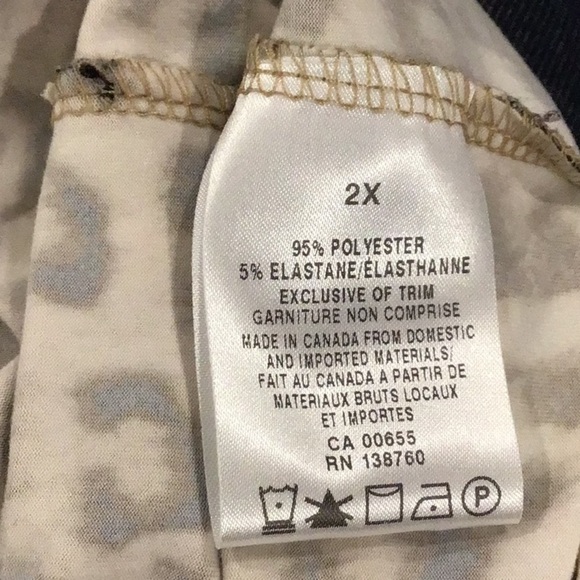 2X
95% POLYESTER
5% ELASTANE/ÉLASTHANNE
EXCLUSIVE OF TRIM
GARNITURE NON COMPRISE
MADE IN CANADA FROM DOMESTIC
AND IMPORTED MATERIALS/
FAIT AU CANADA A PARTIR DE
MATERIAUX BRUTS LOCAUX
ET IMPORTES
CA 00655
RN 138760
P